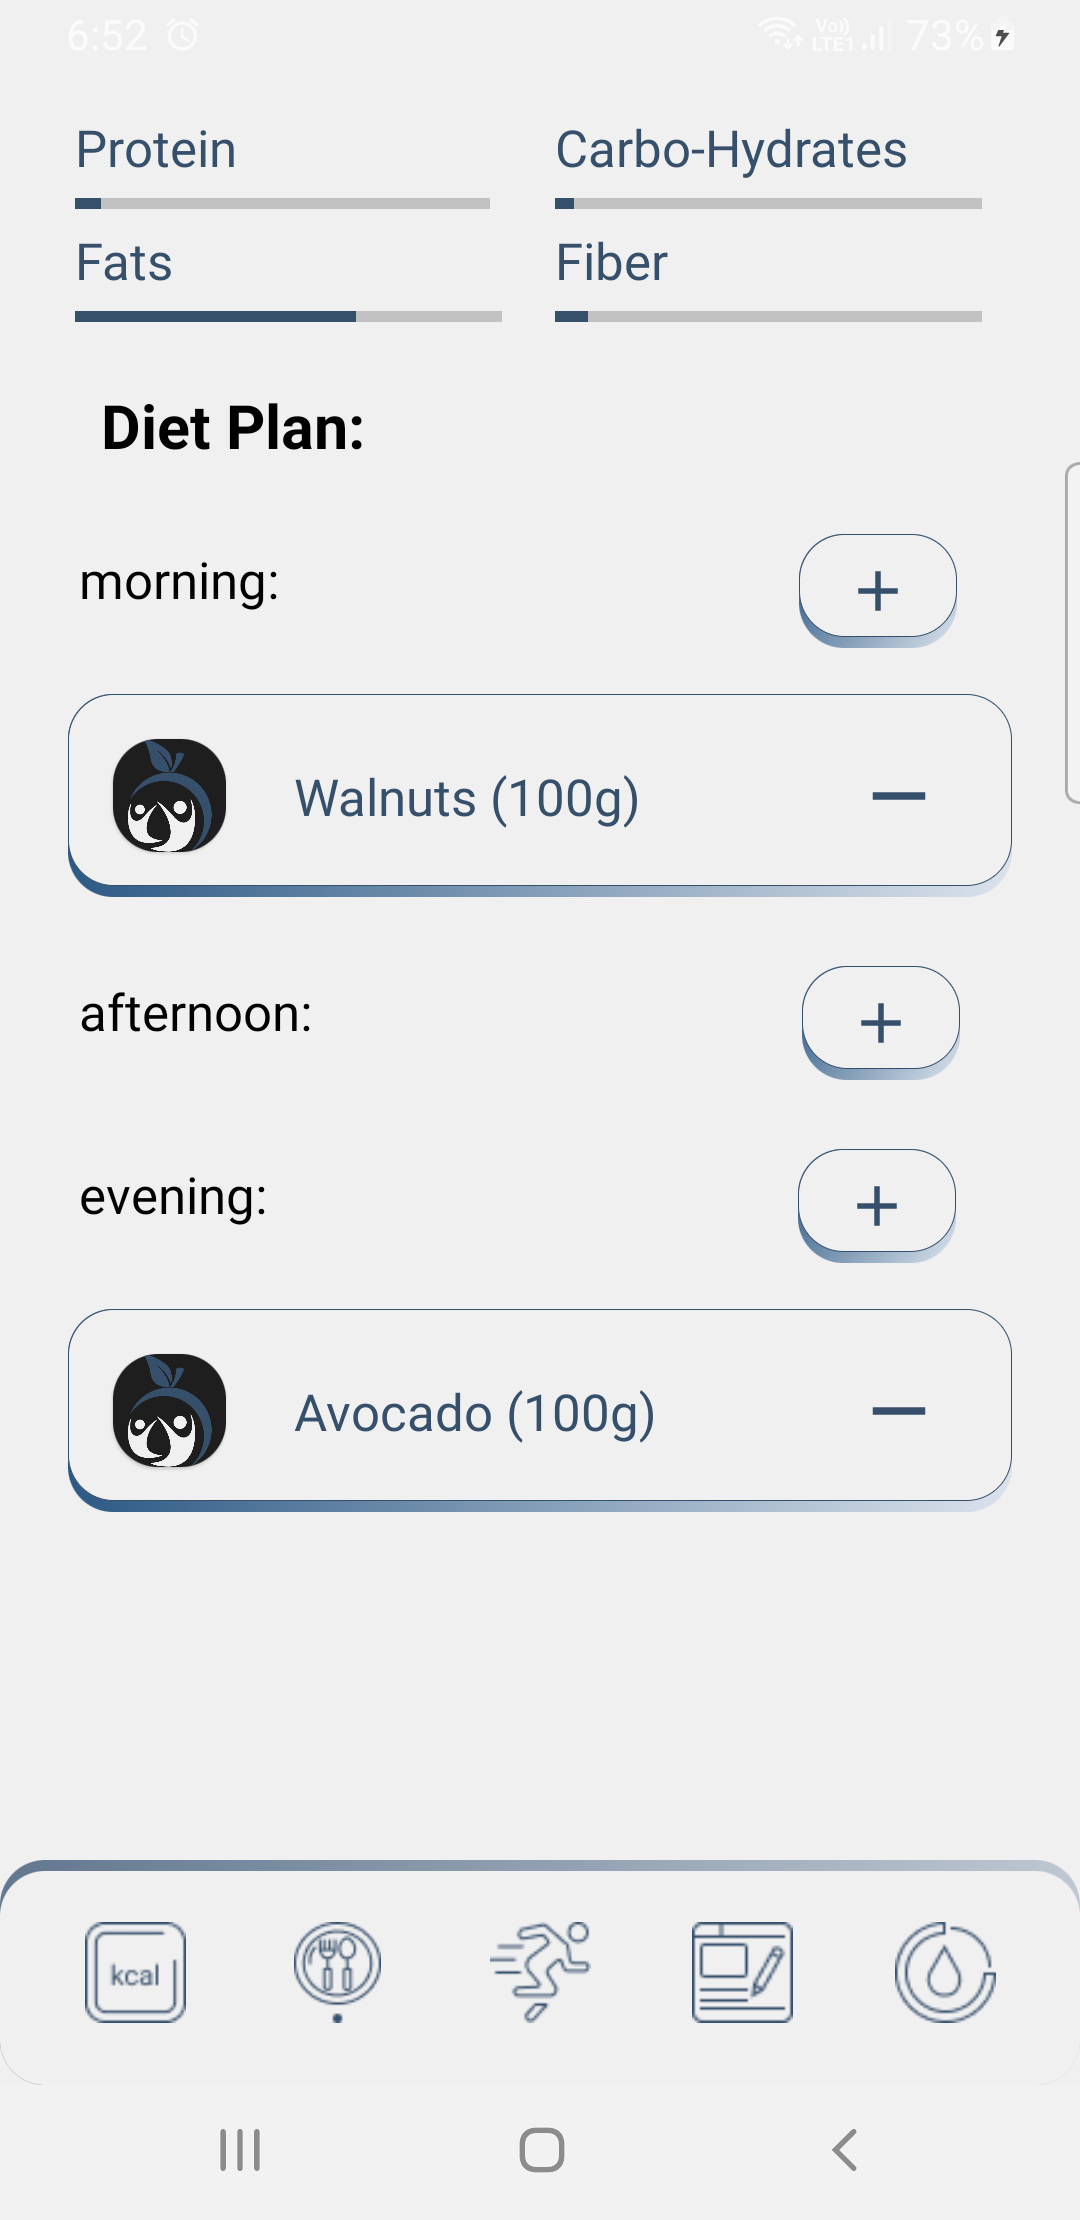 6:52 Vo)) LTE1 73%
Protein Carbo-Hydrates
Fats Fiber
Diet Plan:
morning: +
Walnuts (100g) —
afternoon: +
evening: +
Avocado (100g) —
kcal